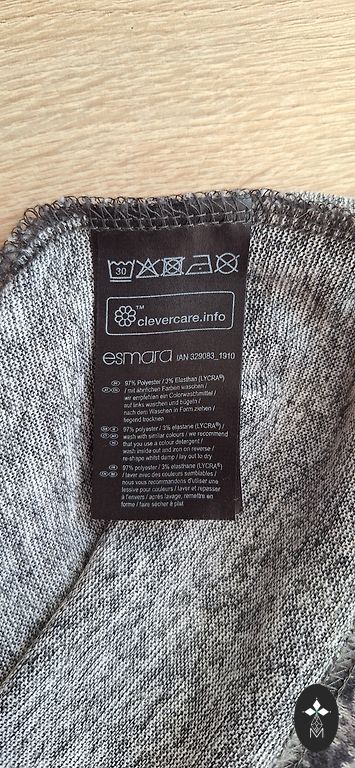 30
™
clevercare.info
esmara IAN 329083_1910
97% Polyester / 3% Elasthan (LYCRA®)
/ mit ähnlichen Farben waschen /
wir empfehlen ein Colorwaschmittel /
auf links waschen und bügeln /
nach dem Waschen in Form ziehen /
liegend trocknen
97% polyester / 3% elastane (LYCRA®) /
wash with similar colours / we recommend
that you use a colour detergent /
wash inside out and iron on reverse /
re-shape whilst damp / lay out to dry
97% polyester / 3% élasthanne (LYCRA®)
/ laver avec des couleurs semblables /
nous vous recommandons d'utiliser une
lessive pour couleurs / laver et repasser
à l'envers / après lavage, remettre en
forme / faire sécher à plat
M